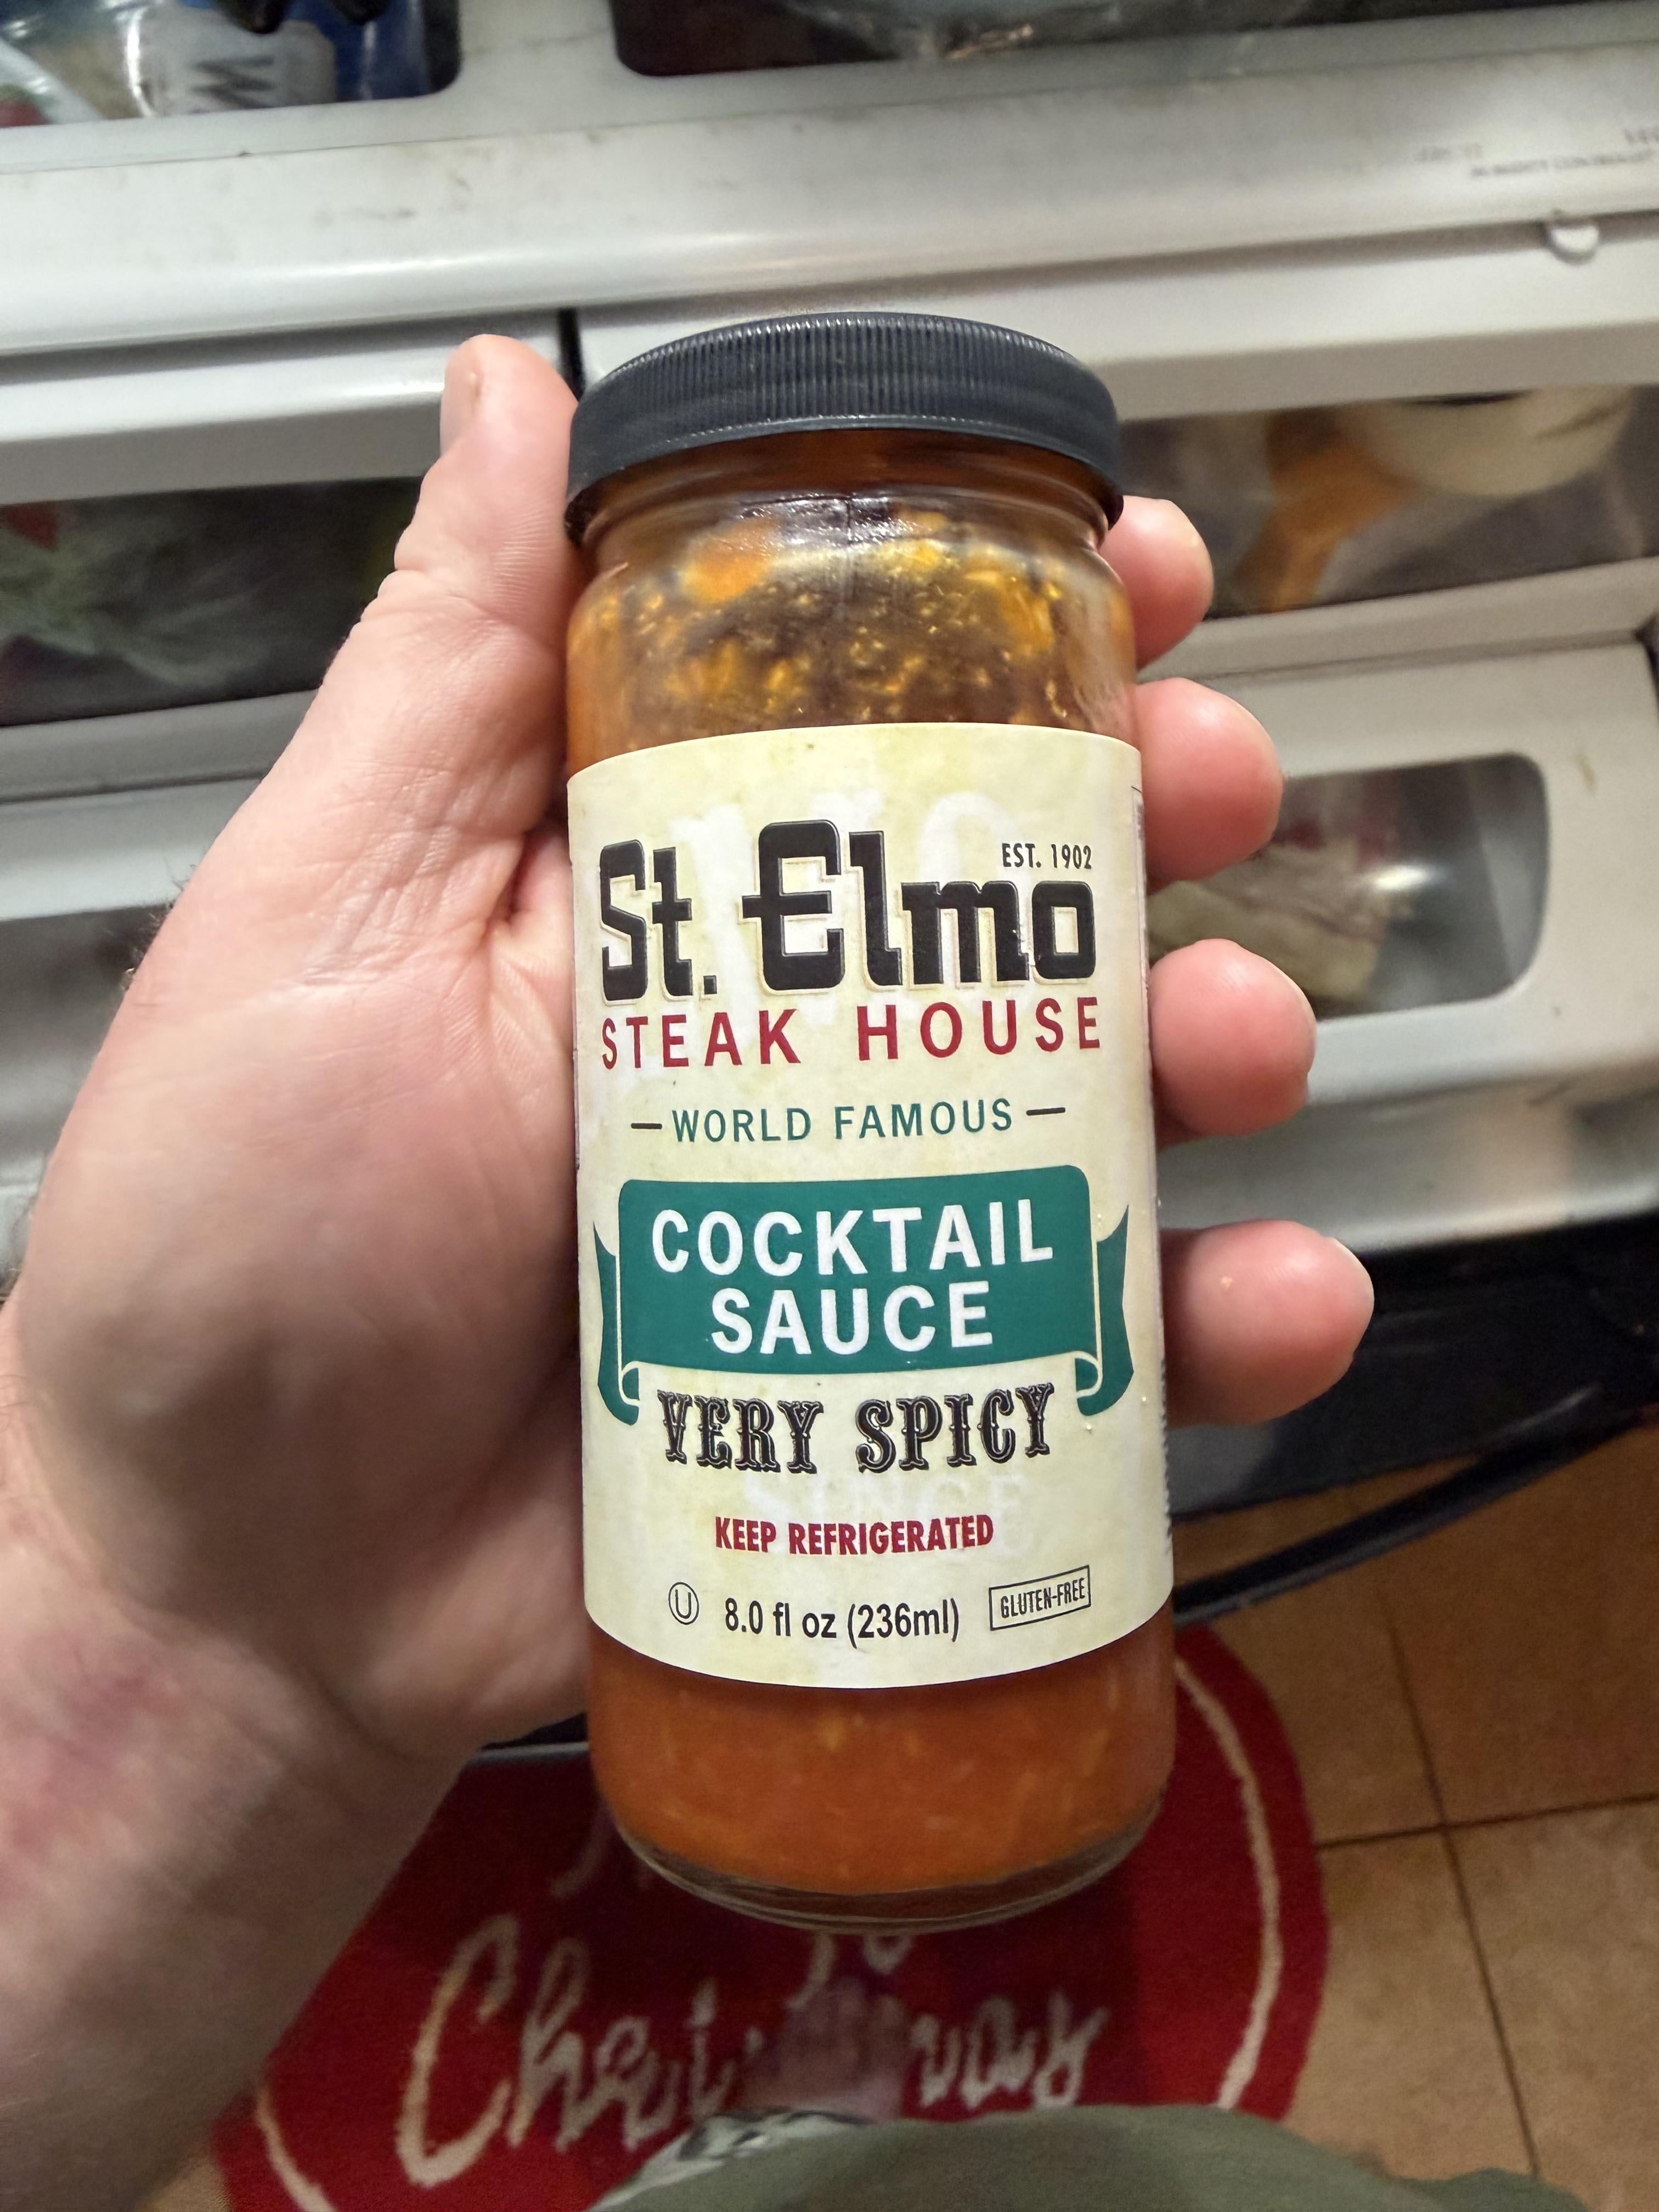 EST. 1902
St. Elmo
STEAK HOUSE
WORLD FAMOUS
COCKTAIL
SAUCE
VERY SPICY
KEEP REFRIGERATED
U 8.0 fl oz (236ml) GLUTEN-FREE